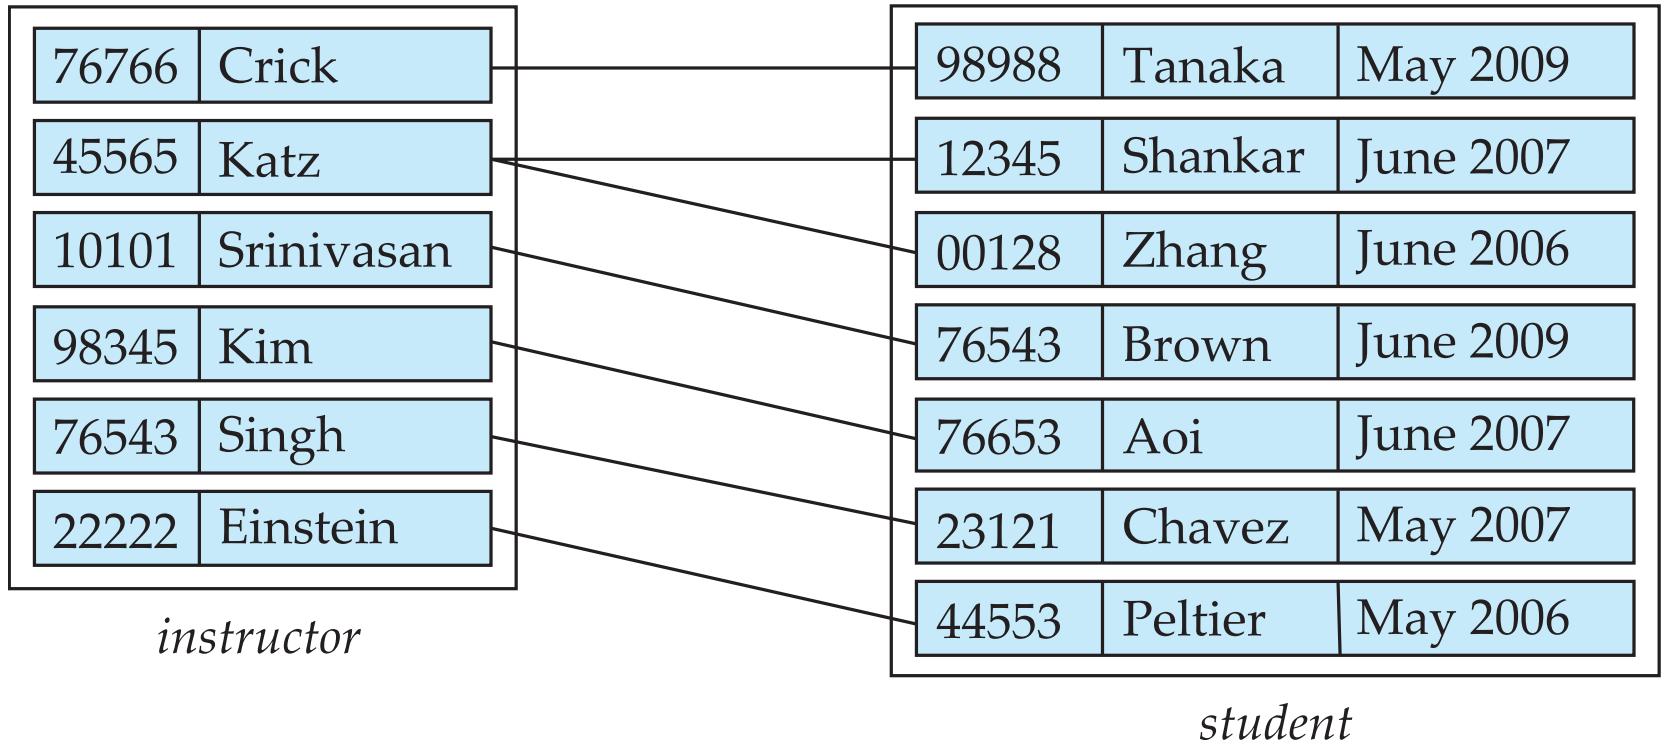 76766 Crick
45565 Katz
10101 Srinivasan
98345 Kim
76543 Singh
22222 Einstein
instructor
98988 Tanaka May 2009
12345 Shankar June 2007
00128 Zhang June 2006
76543 Brown June 2009
76653 Aoi June 2007
23121 Chavez May 2007
44553 Peltier May 2006
student